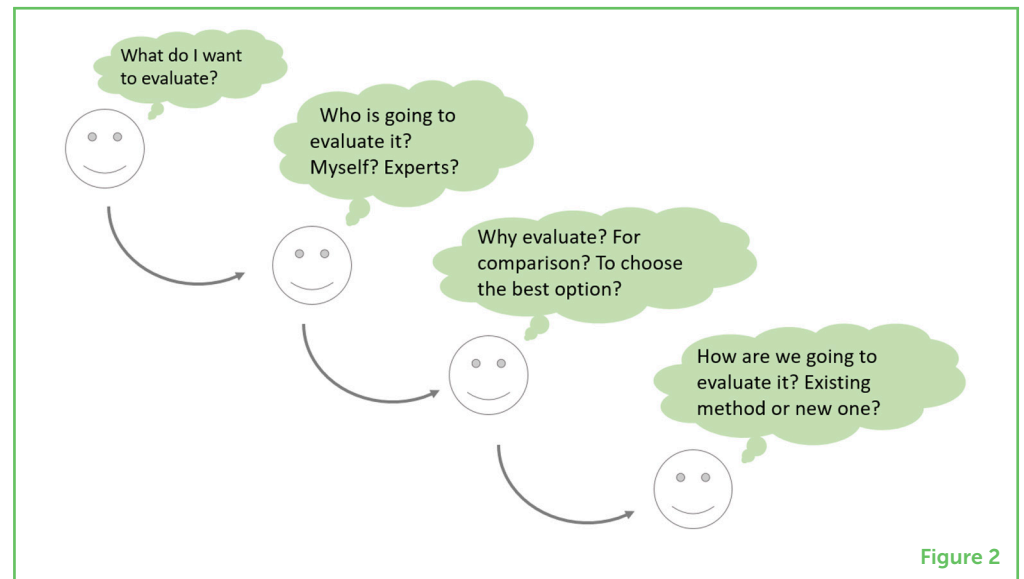 What do I want
to evaluate?
Who is going to
evaluate it?
Myself? Experts?
Why evaluate? For
comparison? To choose
the best option?
How are we going to
evaluate it? Existing
method or new one?
Figure 2